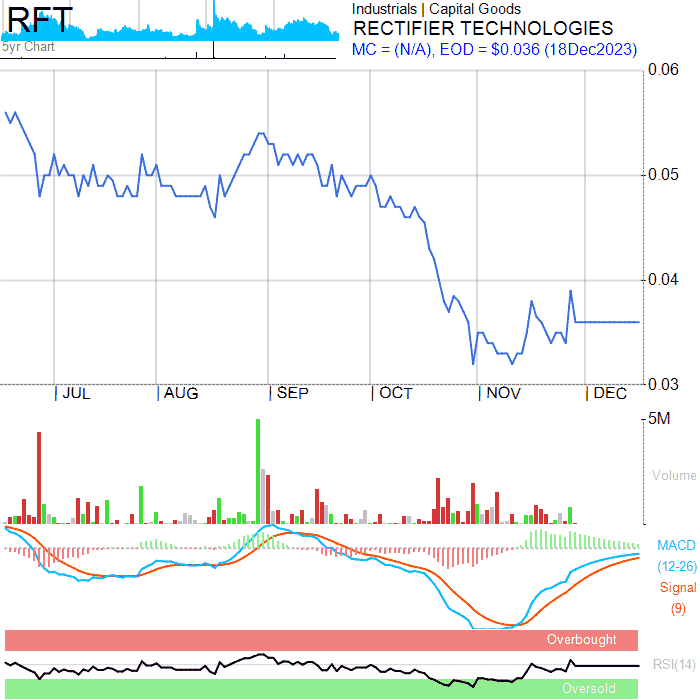 RFT
5yr Chart
Industrials | Capital Goods
RECTIFIER TECHNOLOGIES
MC = (N/A), EOD = $0.036 (18Dec2023)
0.06
0.05
0.04
0.03
| JUL | AUG | SEP | OCT | NOV | DEC
5M
Volume
MACD
(12-26)
Signal
(9)
Overbought
RSI(14)
Oversold